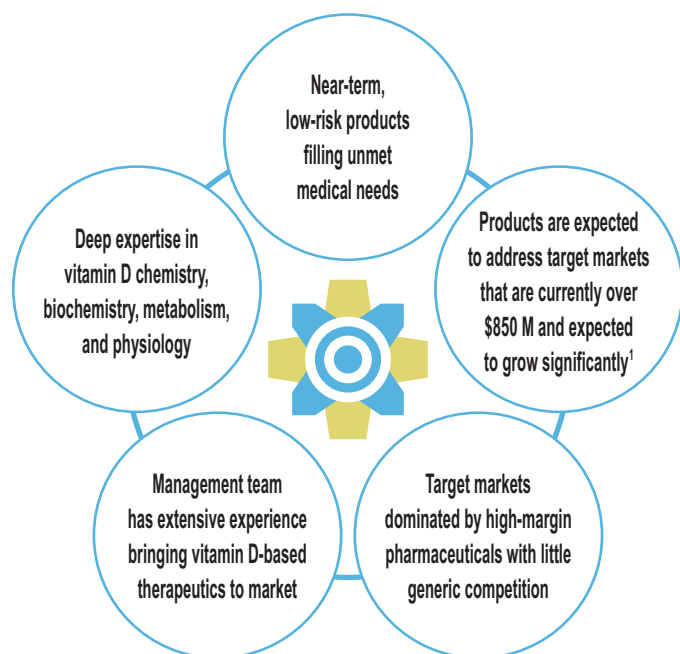 Near-term,
low-risk products
filling unmet
medical needs
Products are expected
to address target markets
that are currently over
$850 M and expected
to grow significantly¹
Target markets
dominated by high-margin
pharmaceuticals with little
generic competition
Management team
has extensive experience
bringing vitamin D-based
therapeutics to market
Deep expertise in
vitamin D chemistry,
biochemistry, metabolism,
and physiology